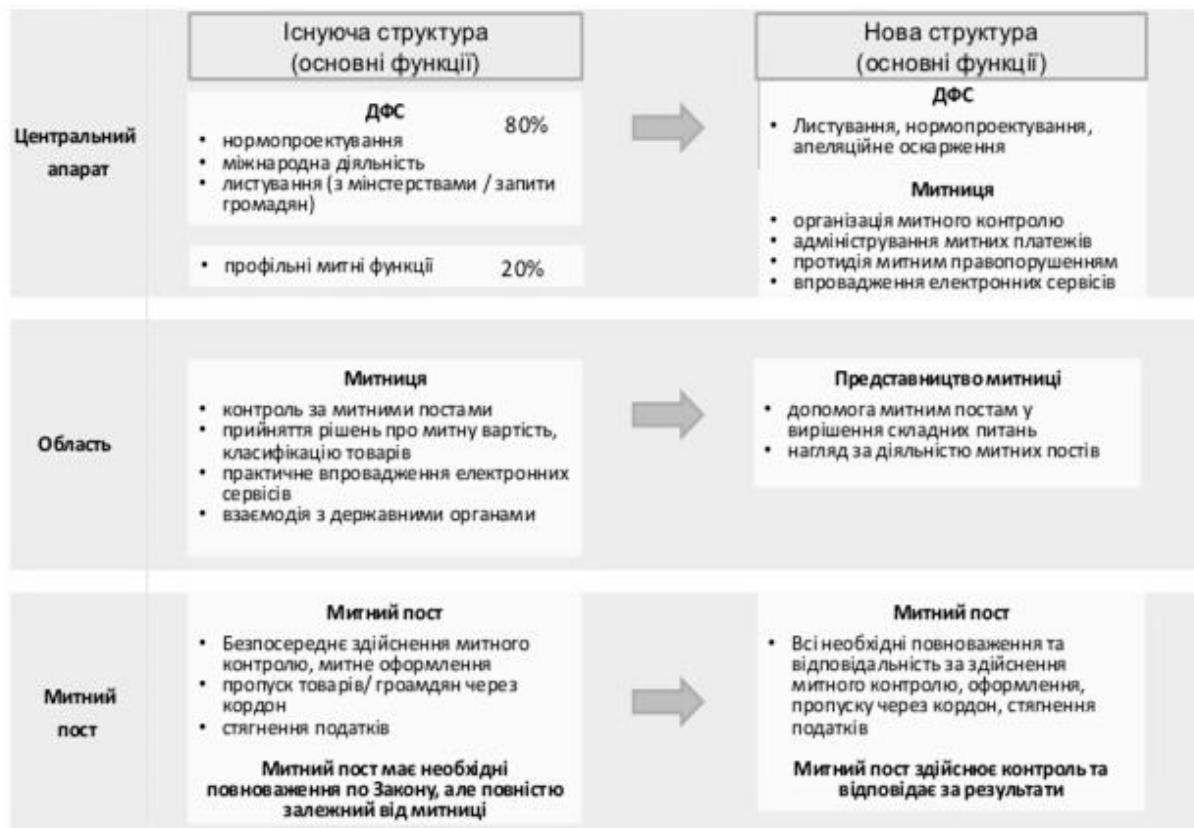 Існуюча структура
(основні функції)
Нова структура
(основні функції)
Центральний
апарат
ДФС
80%
• нормопроектування
• міжнародна діяльність
• листування (з мінстерствами / запити
громадян)
• профільні митні функції
20%
ДФС
• Листування, нормопроектування,
апеляційне оскарження
Митниця
• організація митного контролю
• адміністрування митних платежів
• протидія митним правопорушенням
• впровадження електронних сервісів
Область
Митниця
• контроль за митними постами
• прийняття рішень про митну вартість,
класифікацію товарів
• практичне впровадження електронних
сервісів
• взаємодія з державними органами
Представництво митниці
• допомога митним постам у
вирішення складних питань
• нагляд за діяльністю митних постів
Митний
пост
Митний пост
• Безпосереднє здійснення митного
контролю, митне оформлення
• пропуск товарів/ гроамдян через
кордон
• стягнення податків
Митний пост має необхідні
повноваження по Закону, але повністю
залежний від митниці
Митний пост
• Всі необхідні повноваження та
відповідальність за здійснення
митного контролю, оформлення,
пропуску через кордон, стягнення
податків
Митний пост здійснює контроль та
відповідає за результати